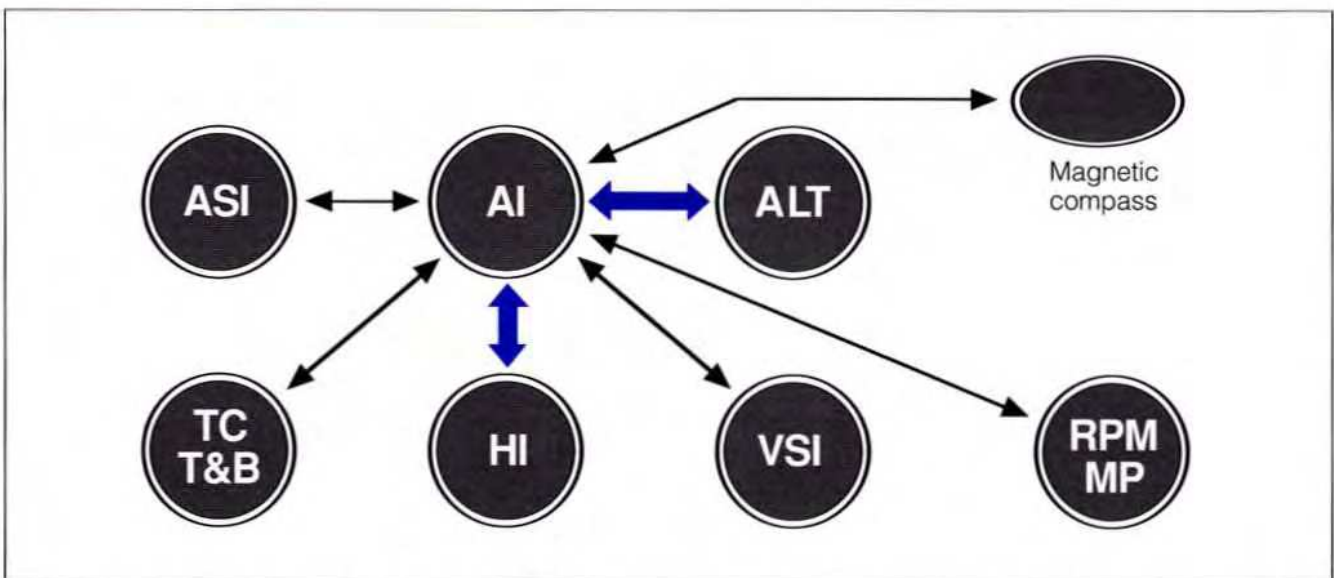 ASI
AI
ALT
Magnetic
compass
TC
T&B
HI
VSI
RPM
MP